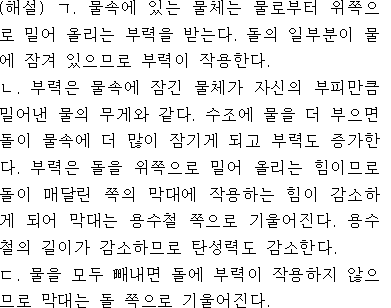 (해설) ㄱ. 물속에 있는 물체는 물로부터 위쪽으
로 밀어 올리는 부력을 받는다. 돌의 일부분이 물
에 잠겨 있으므로 부력이 작용한다.
ㄴ. 부력은 물속에 잠긴 물체가 자신의 부피만큼
밀어낸 물의 무게와 같다. 수조에 물을 더 부으면
돌이 물속에 더 많이 잠기게 되고 부력도 증가한
다. 부력은 돌을 위쪽으로 밀어 올리는 힘이므로
돌이 매달린 쪽의 막대에 작용하는 힘이 감소하
게 되어 막대는 용수철 쪽으로 기울어진다. 용수
철의 길이가 감소하므로 탄성력도 감소한다.
ㄷ. 물을 모두 빼내면 돌에 부력이 작용하지 않으
므로 막대는 돌 쪽으로 기울어진다.